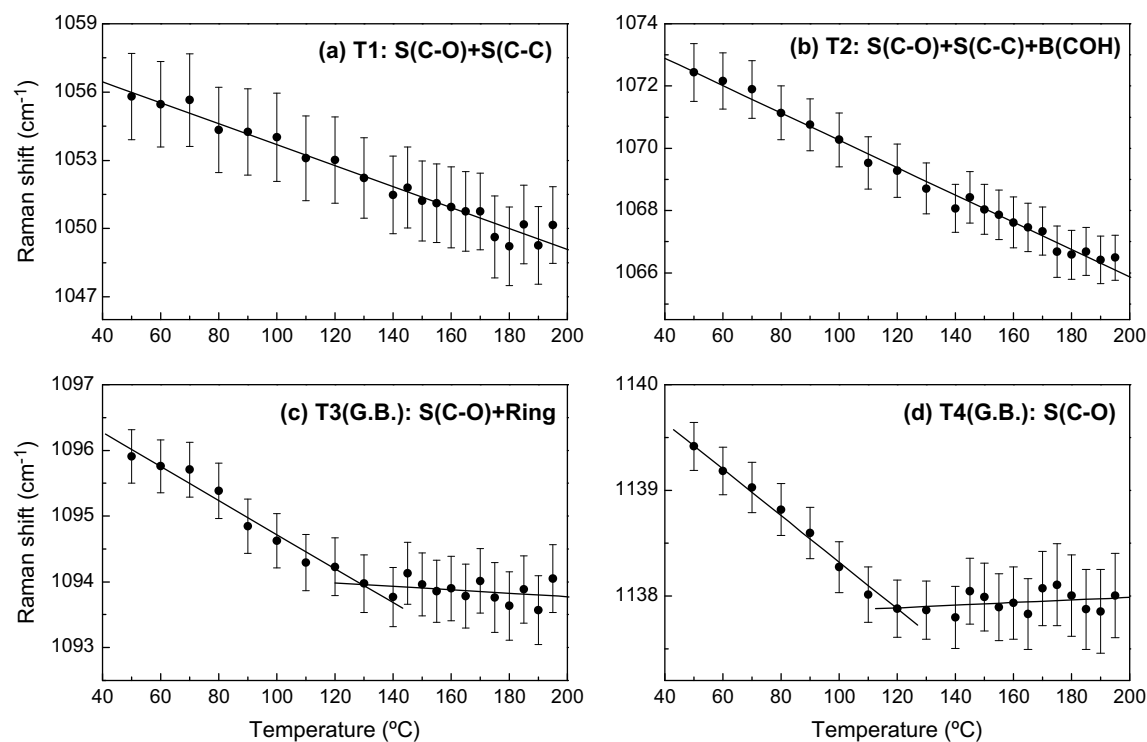 1059
1056
1053
1050
1047
Raman shift (cm-1)
(a) T1: S(C-O)+S(C-C)
40 60 80 100 120 140 160 180 200
1074
1072
1070
1068
1066
(b) T2: S(C-O)+S(C-C)+B(COH)
40 60 80 100 120 140 160 180 200
1097
1096
1095
1094
1093
Raman shift (cm-1)
(c) T3(G.B.): S(C-O)+Ring
40 60 80 100 120 140 160 180 200
Temperature (ºC)
1140
1139
1138
(d) T4(G.B.): S(C-O)
40 60 80 100 120 140 160 180 200
Temperature (ºC)